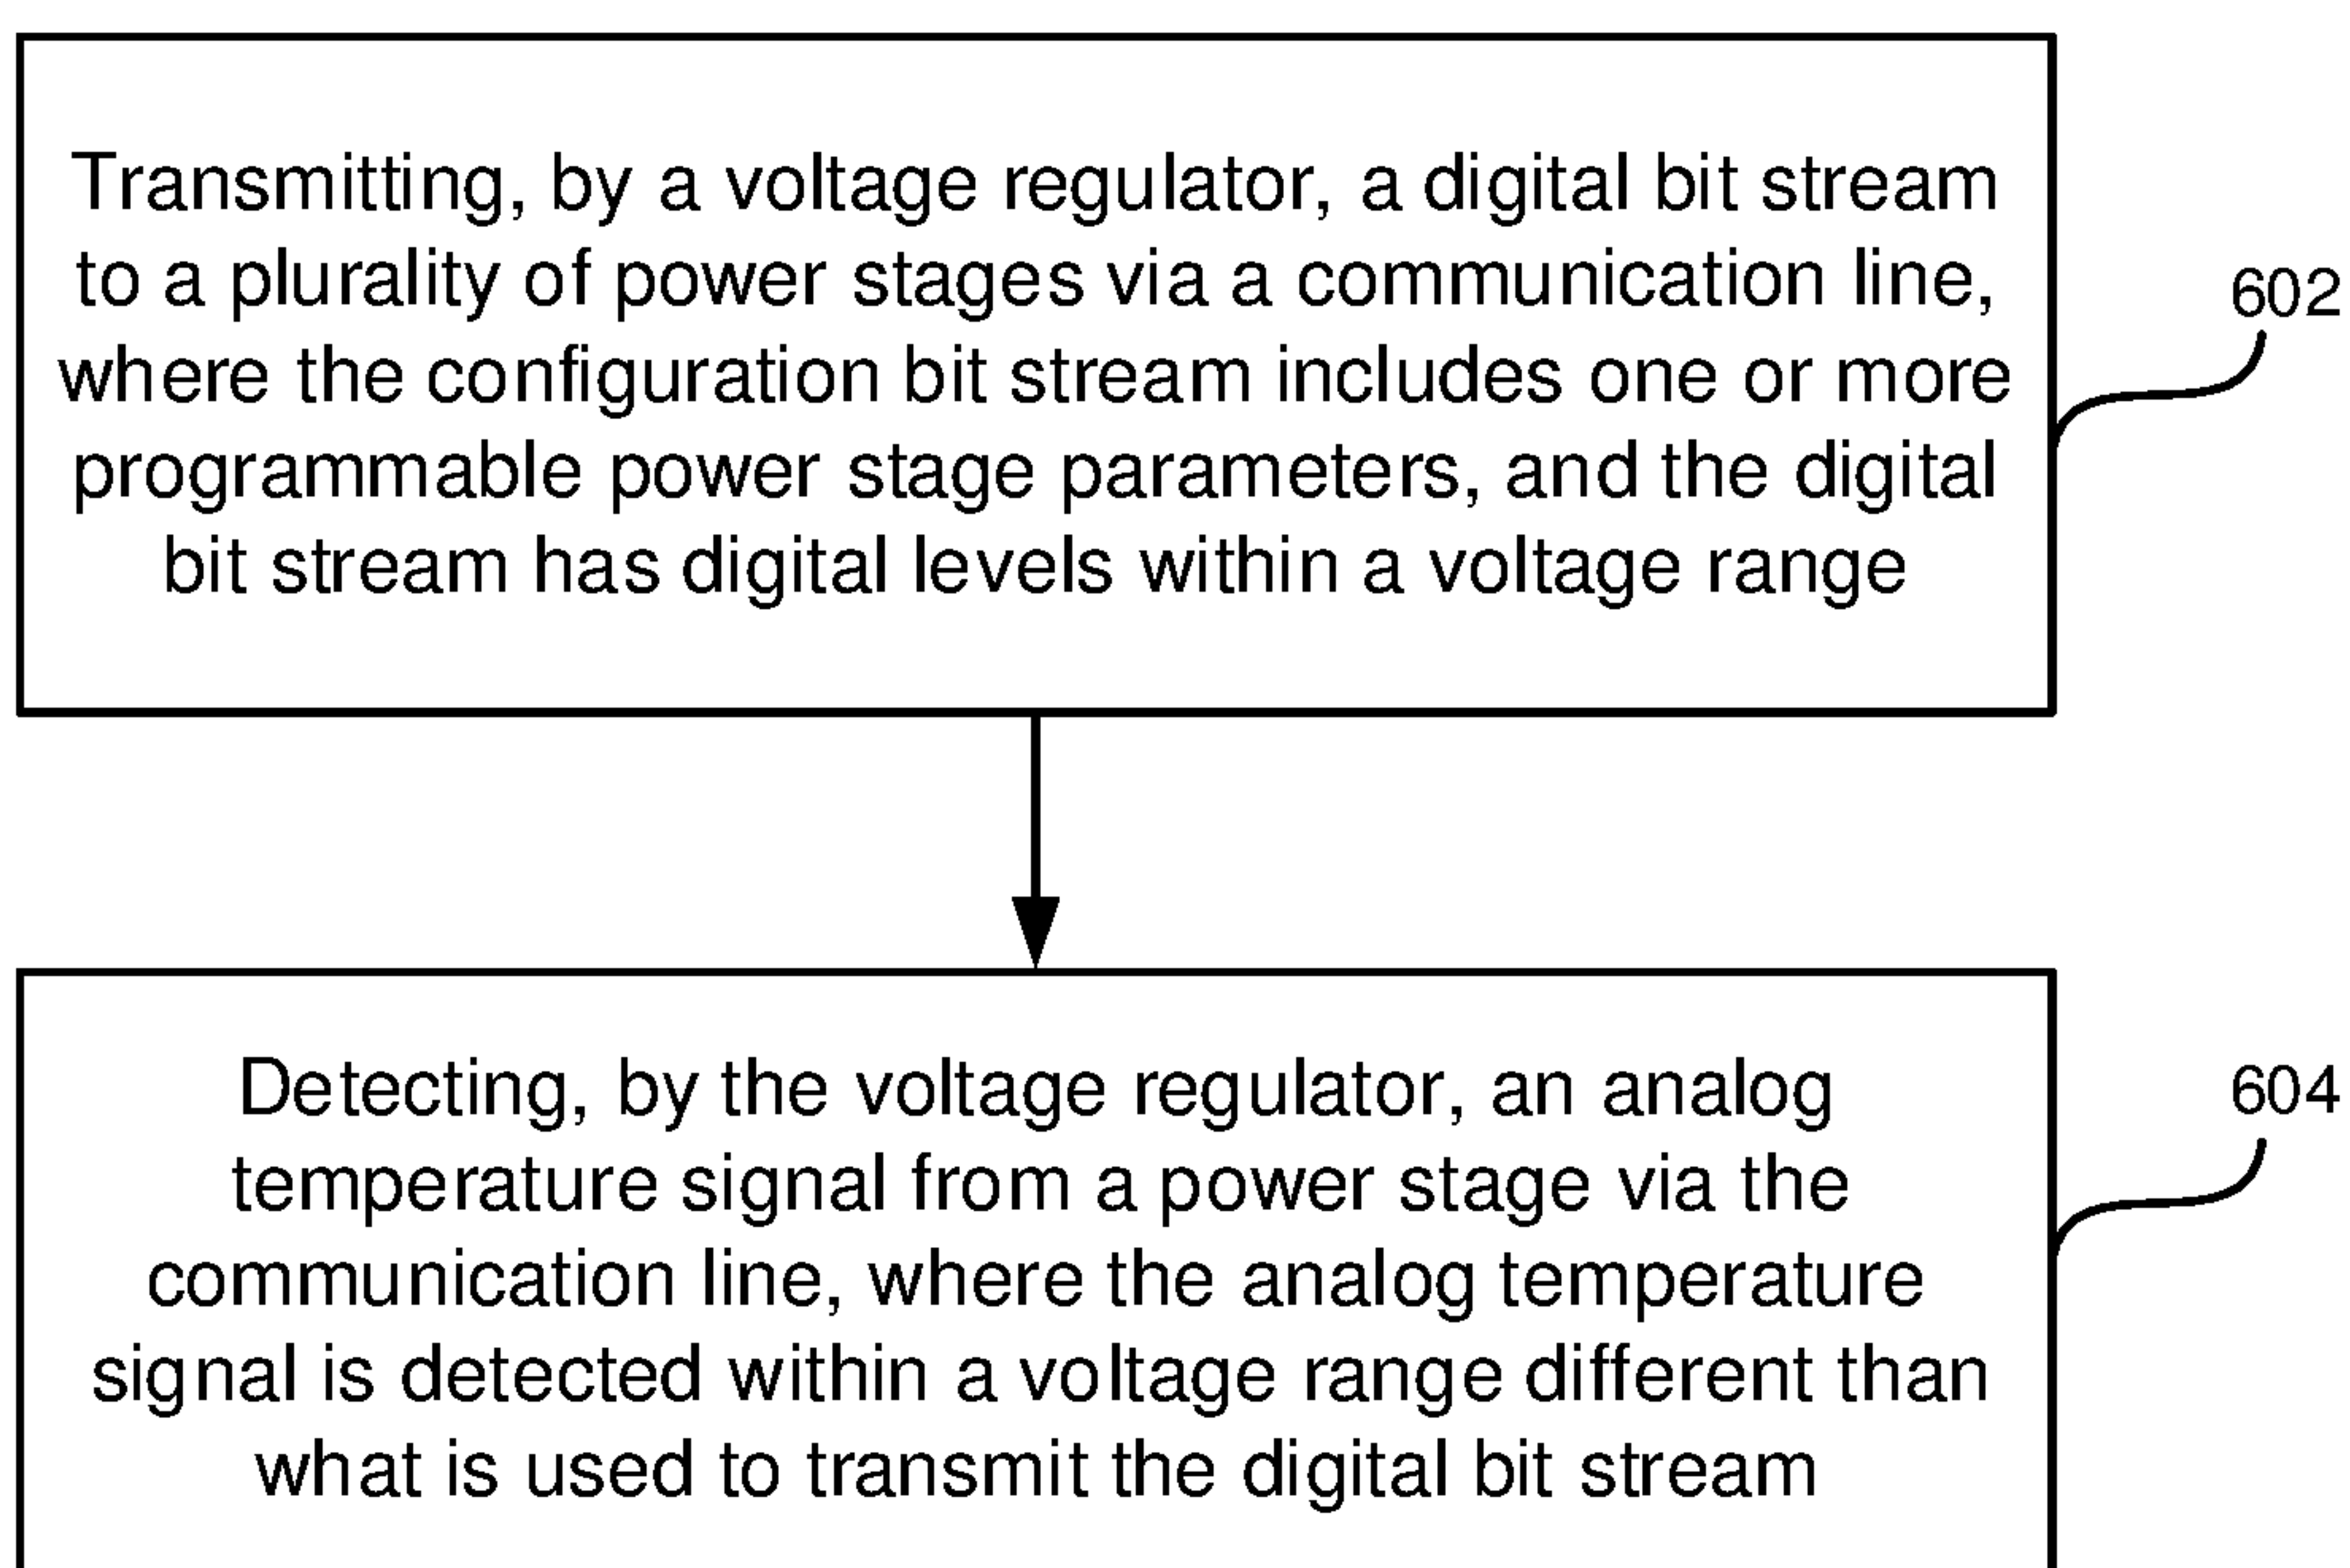 Transmitting, by a voltage regulator, a digital bit stream
to a plurality of power stages via a communication line,
where the configuration bit stream includes one or more
programmable power stage parameters, and the digital
bit stream has digital levels within a voltage range
602
Detecting, by the voltage regulator, an analog
temperature signal from a power stage via the
communication line, where the analog temperature
signal is detected within a voltage range different than
what is used to transmit the digital bit stream
604